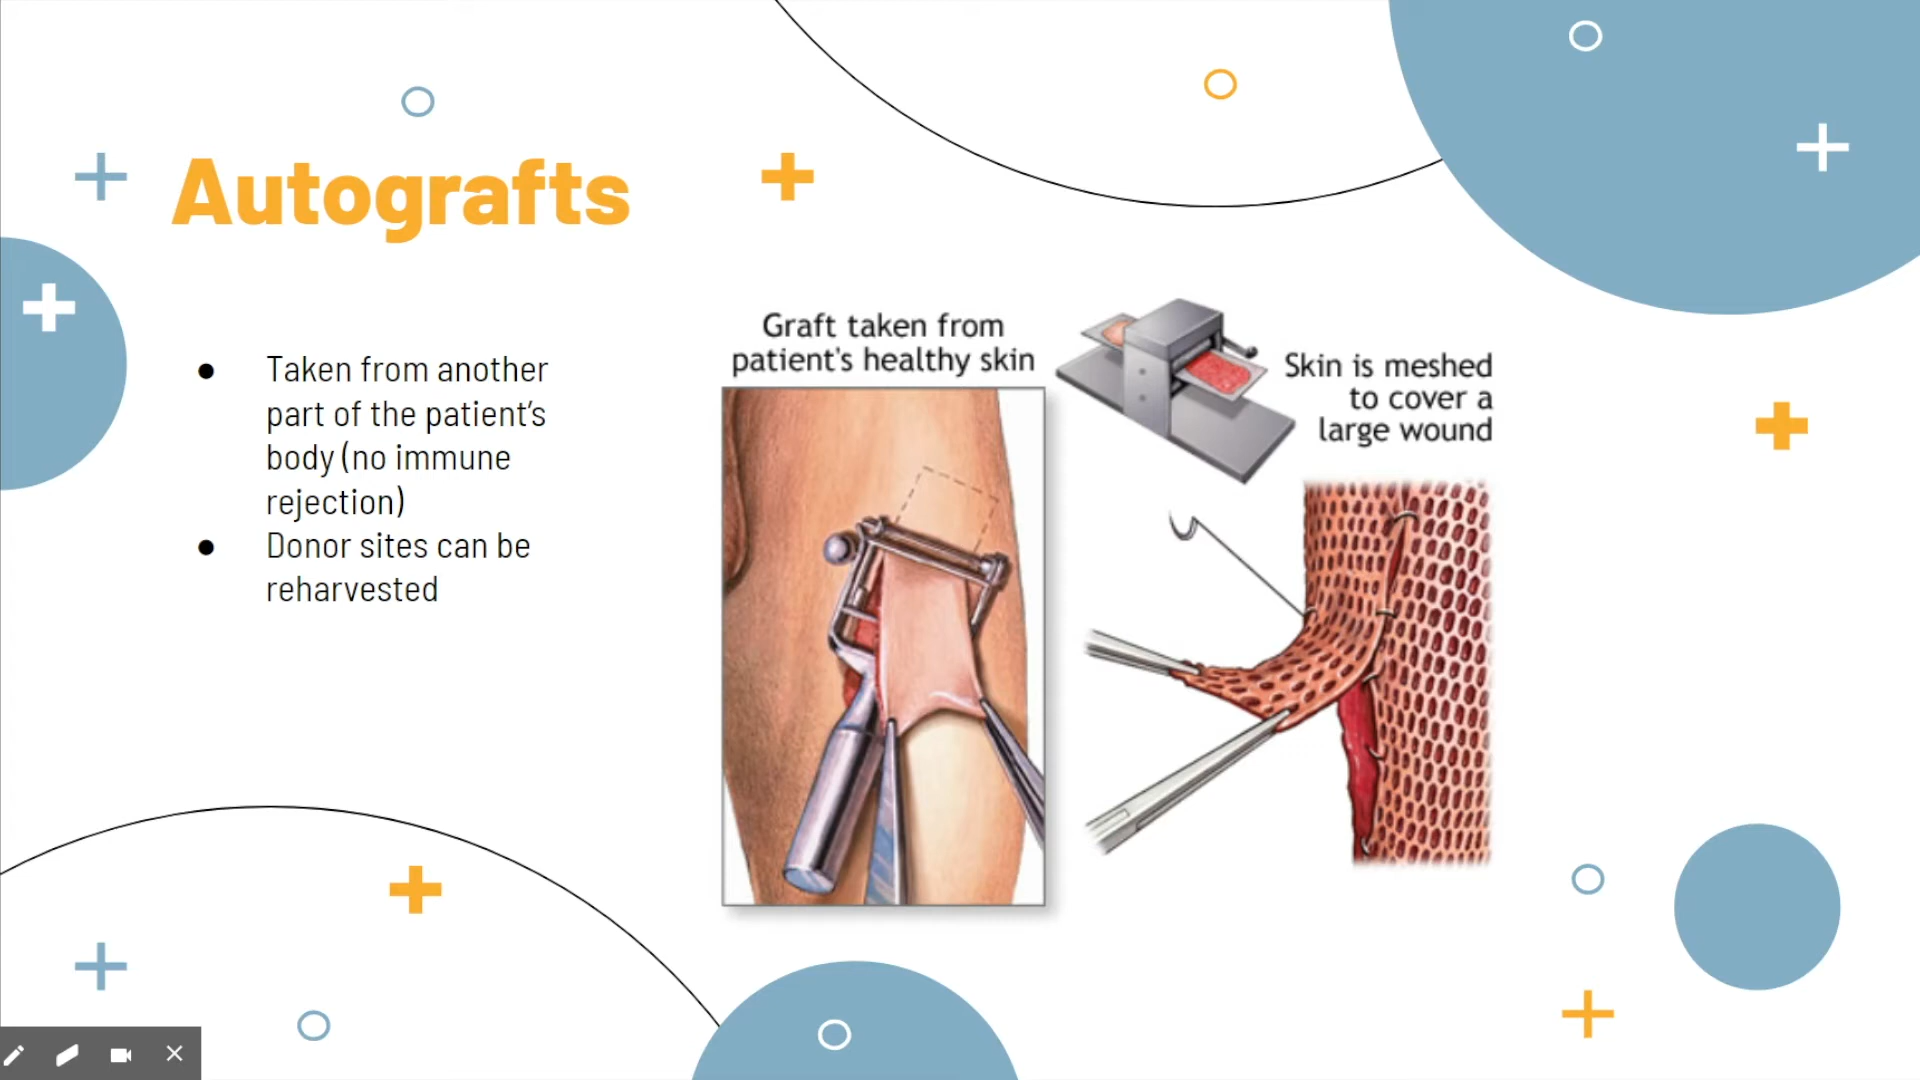 Autografts
● Taken from another
part of the patient’s
body (no immune
rejection)
● Donor sites can be
reharvested
Graft taken from
patient's healthy skin
Skin is meshed
to cover a
large wound